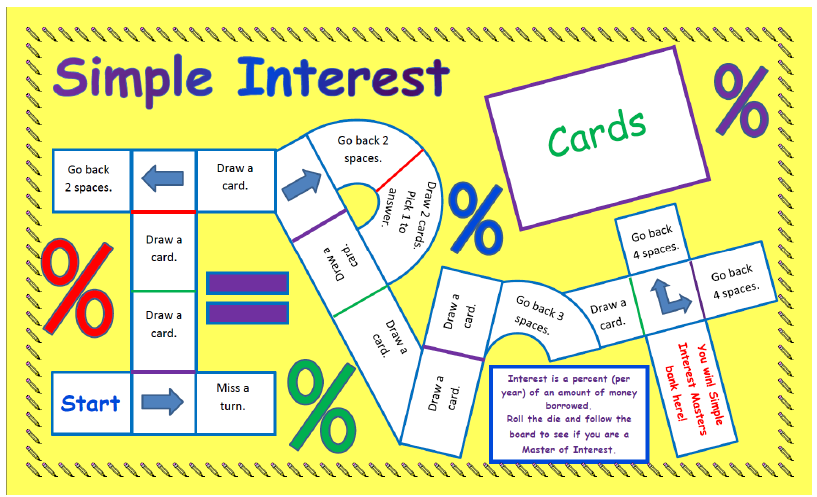 Simple Interest
Cards
%
Go back
2 spaces.
Draw a
card.
Go back 2
spaces.
Draw 2 cards.
Pick 1 to
answer.
%
Draw a
card.
Draw a
card.
%
Draw a
card.
Draw a
card.
Start
Miss a
turn.
%
Draw a
card.
Draw a
card.
Go back 3
spaces.
Draw a
card.
Go back
4 spaces.
Go back
4 spaces.
You win! Simple
Interest Masters
bank here!
Interest is a percent (per
year) of an amount of money
borrowed.
Roll the die and follow the
board to see if you are a
Master of Interest.